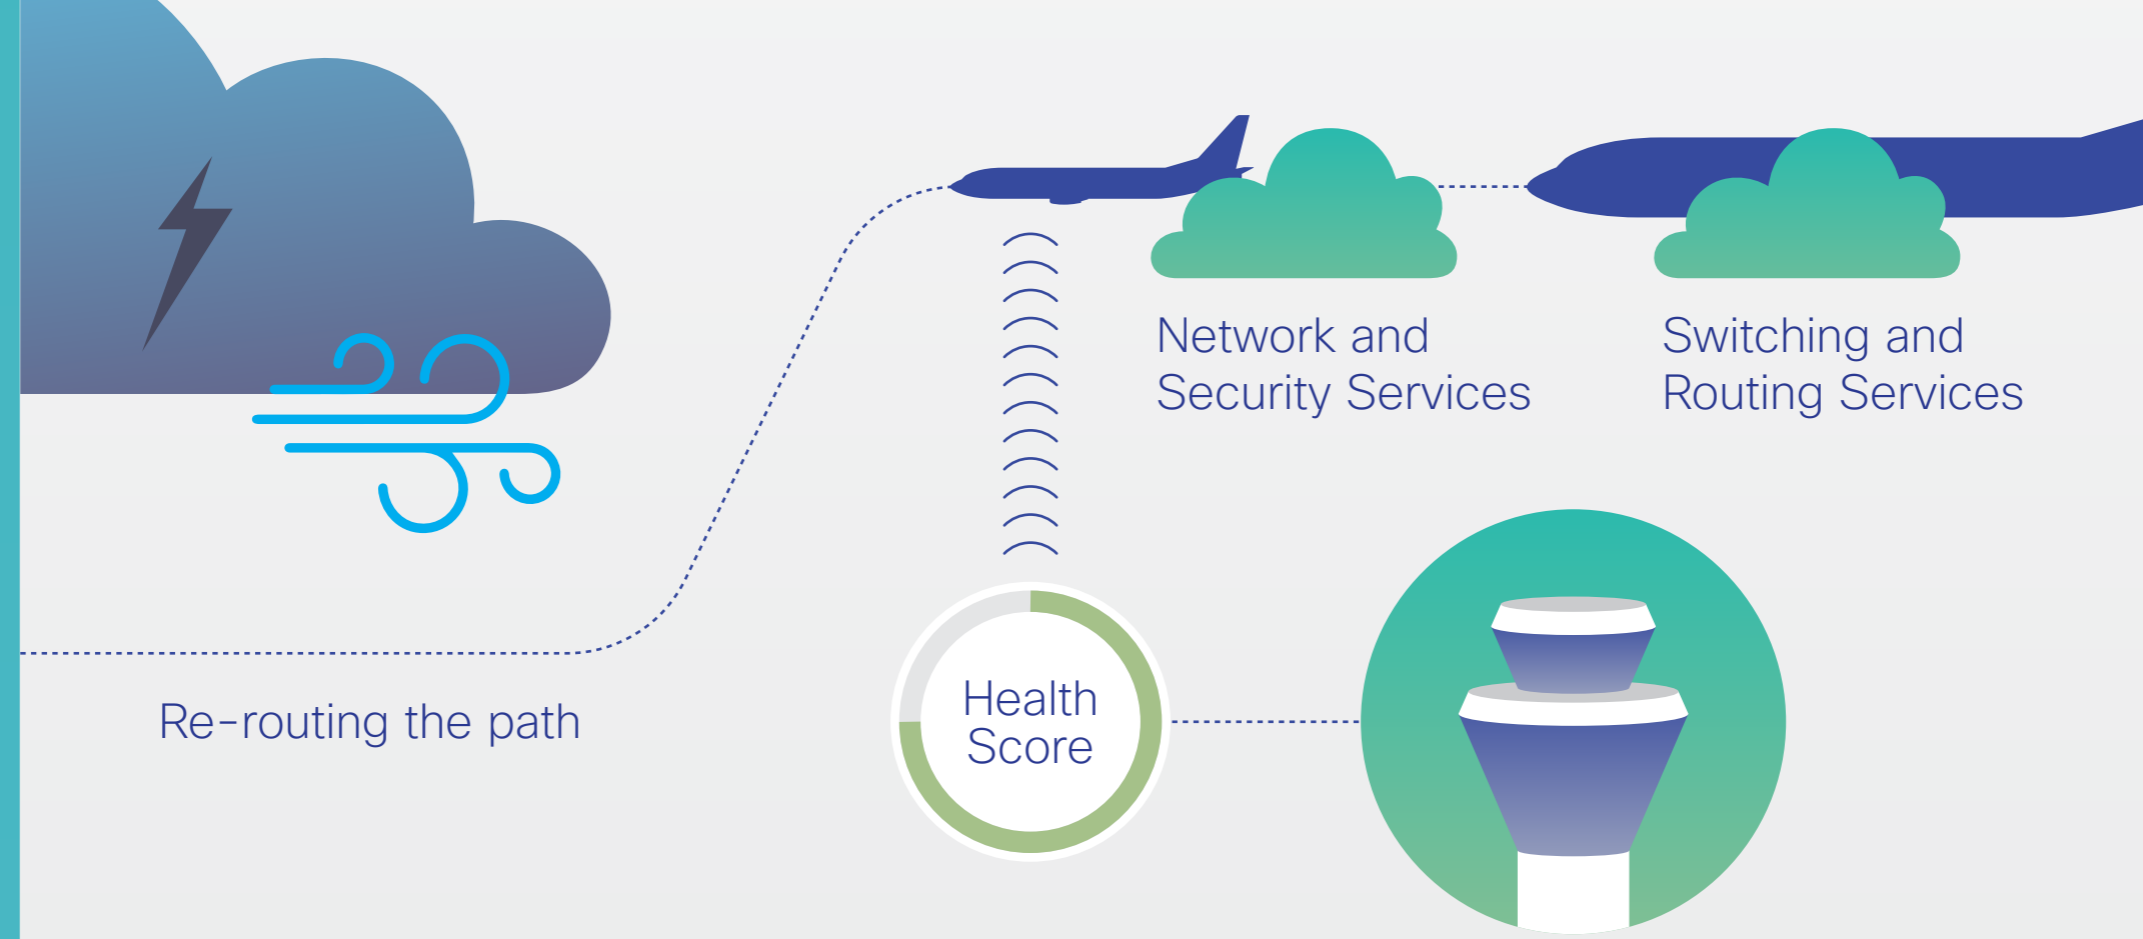 Network and
Security Services
Switching and
Routing Services
Re-routing the path
Health
Score